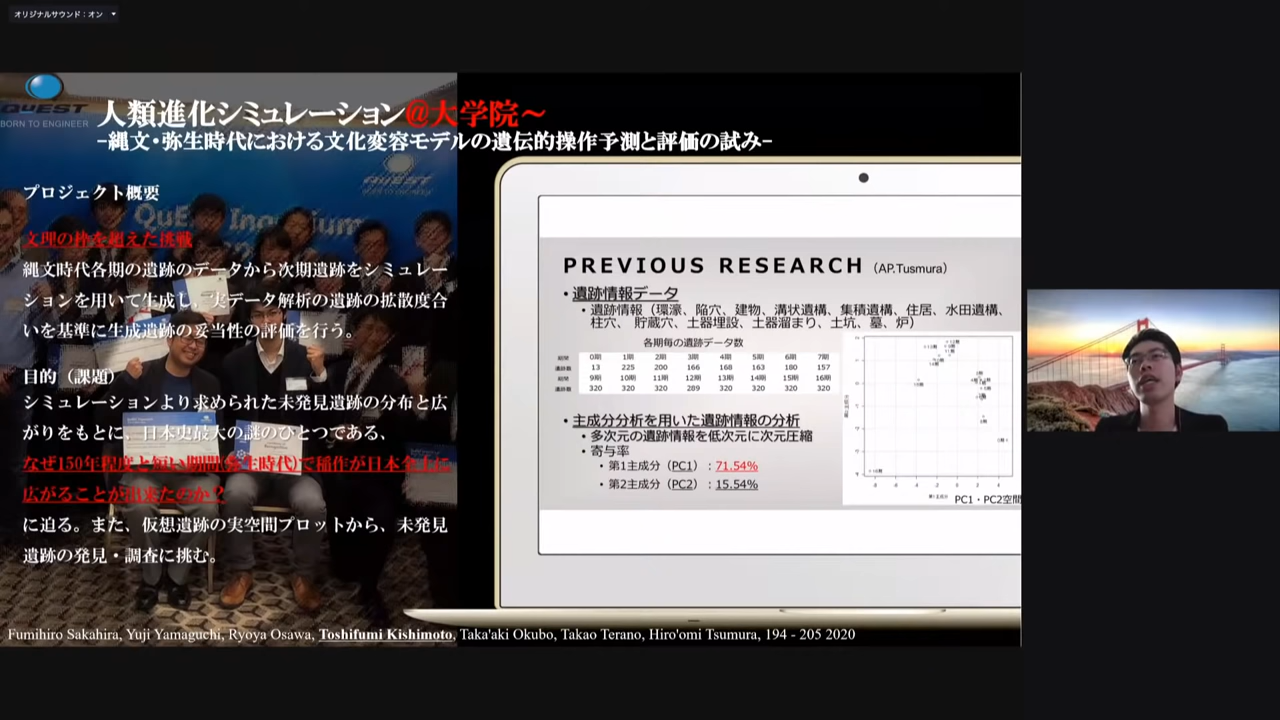 オリジナルサウンド：オン
QuEST
BORN TO ENGINEER
人類進化シミュレーション@大学院～
-縄文・弥生時代における文化変容モデルの遺伝的操作予測と評価の試み-
プロジェクト概要
文理の枠を超えた挑戦
縄文時代各期の遺跡のデータから次期遺跡をシミュレー
ションを用いて生成し、実データ解析の遺跡の拡散度合
いを基準に生成遺跡の妥当性の評価を行う。
目的（課題）
シミュレーションより求められた未発見遺跡の分布と広
がりをもとに、日本史最大の謎のひとつである、
なぜ150年程度と短い期間(弥生時代)で稲作が日本全土に
広がることが出来たのか？
に迫る。また、仮想遺跡の実空間プロットから、未発見
遺跡の発見・調査に挑む。
PREVIOUS RESEARCH（AP.Tusmura）
・遺跡情報データ
・遺跡情報（環濠、陥穴、建物、溝状遺構、集積遺構、住居、水田遺構、
柱穴、貯蔵穴、土器埋設、土器溜まり、土坑、墓、炉）
各期毎の遺跡データ数
期間 0期 1期 2期 3期 4期 5期 6期 7期
遺跡数 13 225 200 166 168 163 180 157
期間 9期 10期 11期 12期 13期 14期 15期 16期
遺跡数 320 320 320 289 320 320 320 320
・主成分分析を用いた遺跡情報の分析
・多次元の遺跡情報を低次元に次元圧縮
・寄与率
・第1主成分（PC1）：71.54%
・第2主成分（PC2）：15.54%
PC1・PC2空間
Fumihiro Sakahira, Yuji Yamaguchi, Ryoya Osawa, Toshifumi Kishimoto, Taka'aki Okubo, Takao Terano, Hiro'omi Tsumura, 194 - 205 2020